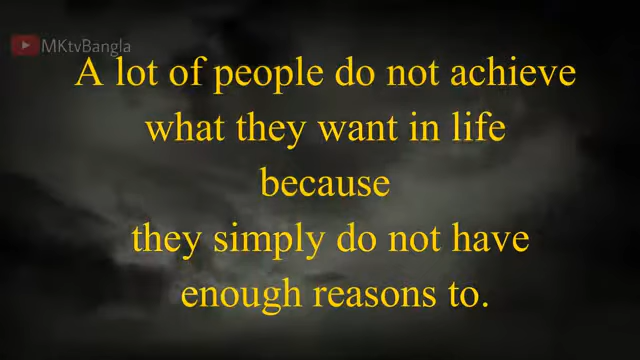 MKtvBangla
A lot of people do not achieve
what they want in life
because
they simply do not have
enough reasons to.